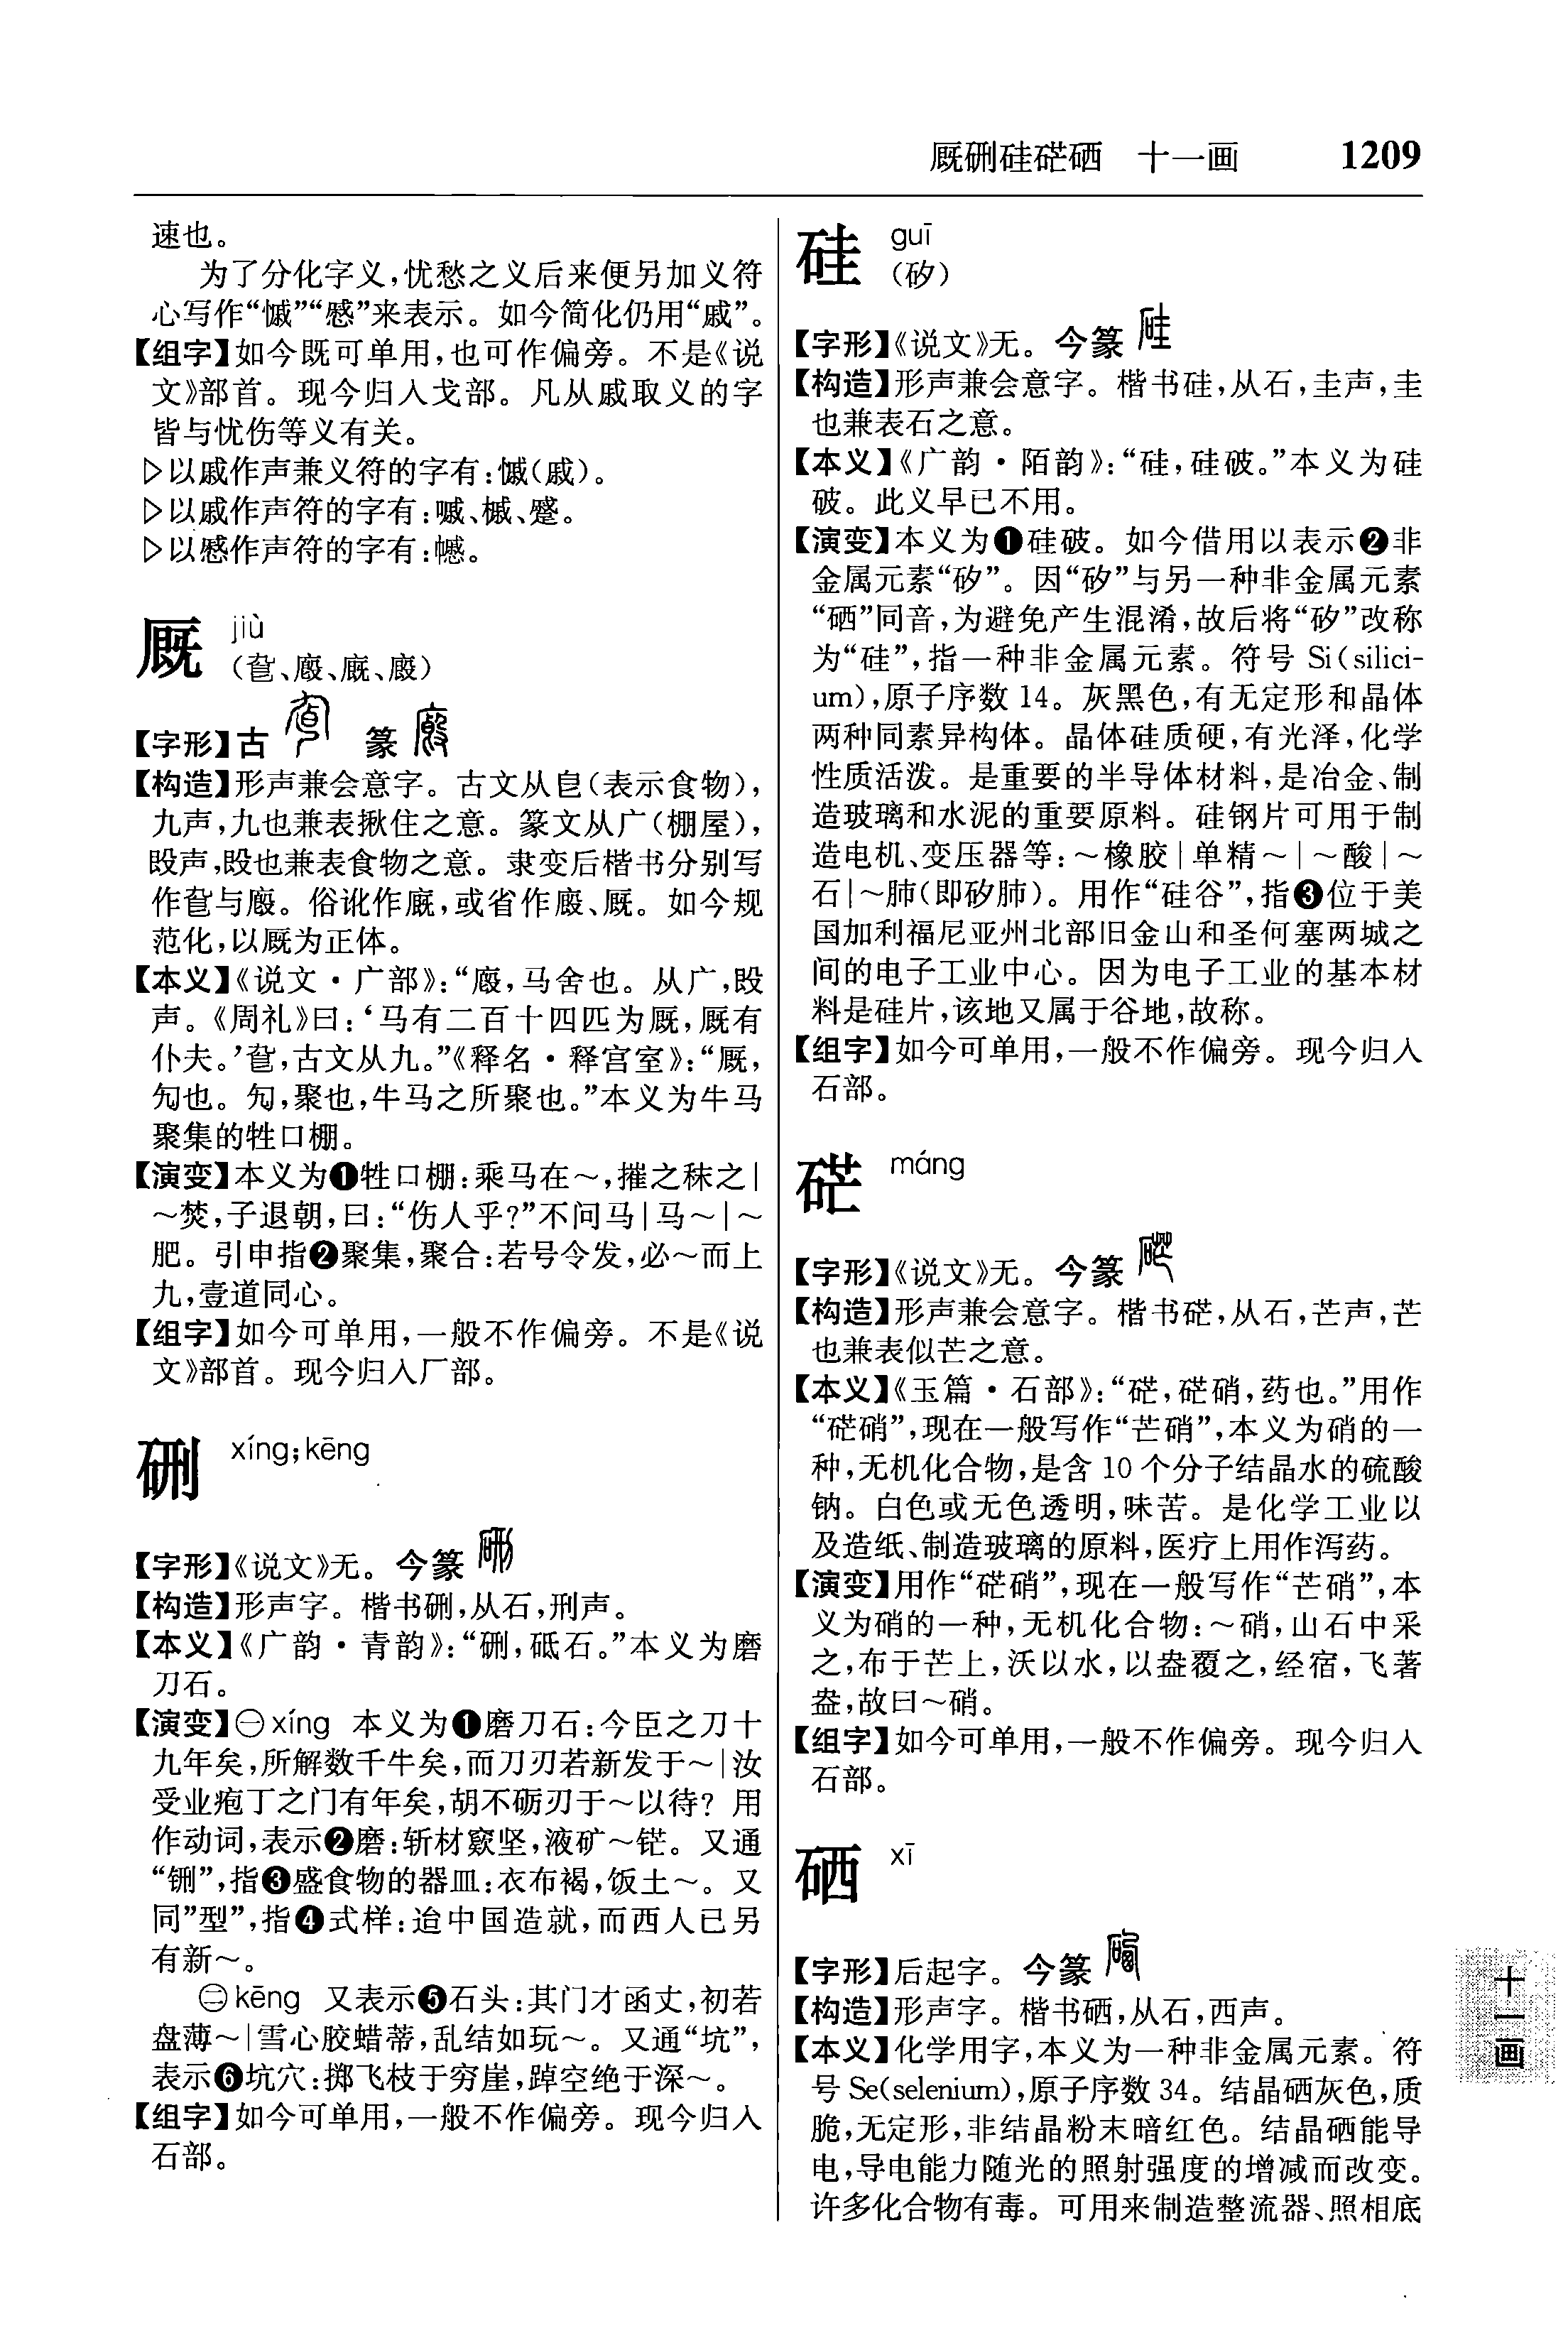 厩硎硅硭硒 十一画 1209
速也。
为了分化字义,忧愁之义后来便另加义符
心写作“慽”“慼”来表示。如今简化仍用“戚”。
【组字】如今既可单用,也可作偏旁。不是《说
文》部首。现今归入戈部。凡从戚取义的字
皆与忧伤等义有关。
▷以戚作声兼义符的字有:慽(戚)。
▷以戚作声符的字有:嘁、槭、蹙。
▷以慼作声符的字有:。
厩 jiù
(、廏、廐、廄)
【字形】古 篆
【构造】形声兼会意字。古文从皀(表示食物),
九声,九也兼表揪住之意。篆文从广(棚屋),
𣪘声,𣪘也兼表食物之意。隶变后楷书分别写
作与廏。俗讹作廐,或省作廄、厩。如今规
范化,以厩为正体。
【本义】《说文·广部》:“廏,马舍也。从广,𣪘
声。《周礼》曰:‘马有二百十四匹为厩,厩有
仆夫。’,古文从九。”《释名·释宫室》:“厩,
勼也。勼,聚也,牛马之所聚也。”本义为牛马
聚集的牲口棚。
【演变】本义为❶牲口棚:乘马在～,摧之秣之|
～焚,子退朝,曰:“伤人乎?”不问马|马～|～
肥。引申指❷聚集,聚合:若号令发,必～而上
九,壹道同心。
【组字】如今可单用,一般不作偏旁。不是《说
文》部首。现今归入厂部。
硎 xíng;kēng
【字形】《说文》无。今篆
【构造】形声字。楷书硎,从石,刑声。
【本义】《广韵·青韵》:“硎,砥石。”本义为磨
刀石。
【演变】㊀xíng 本义为❶磨刀石:今臣之刀十
九年矣,所解数千牛矣,而刀刃若新发于～|汝
受业疱丁之门有年矣,胡不砺刃于～以待? 用
作动词,表示❷磨:斩材窾坚,液矿～铓。又通
“铏”,指❸盛食物的器皿:衣布褐,饭土～。又
同”型”,指❹式样:迨中国造就,而西人已另
有新～。
㊁kēng 又表示❺石头:其门才函丈,初若
盘薄～|雪心胶蜡蒂,乱结如玩～。又通“坑”,
表示❻坑穴:掷飞枝于穷崖,踔空绝于深～。
【组字】如今可单用,一般不作偏旁。现今归入
石部。
硅 guī
(矽)
【字形】《说文》无。今篆
【构造】形声兼会意字。楷书硅,从石,圭声,圭
也兼表石之意。
【本义】《广韵·陌韵》:“硅,硅破。”本义为硅
破。此义早已不用。
【演变】本义为❶硅破。如今借用以表示❷非
金属元素“矽”。因“矽”与另一种非金属元素
“硒”同音,为避免产生混淆,故后将“矽”改称
为“硅”,指一种非金属元素。符号 Si(silici-
um),原子序数 14。灰黑色,有无定形和晶体
两种同素异构体。晶体硅质硬,有光泽,化学
性质活泼。是重要的半导体材料,是冶金、制
造玻璃和水泥的重要原料。硅钢片可用于制
造电机、变压器等:～橡胶|单精～|～酸|～
石|～肺(即矽肺)。用作“硅谷”,指❸位于美
国加利福尼亚州北部旧金山和圣何塞两城之
间的电子工业中心。因为电子工业的基本材
料是硅片,该地又属于谷地,故称。
【组字】如今可单用,一般不作偏旁。现今归入
石部。
硭 máng
【字形】《说文》无。今篆
【构造】形声兼会意字。楷书硭,从石,芒声,芒
也兼表似芒之意。
【本义】《玉篇·石部》:“硭,硭硝,药也。”用作
“硭硝”,现在一般写作“芒硝”,本义为硝的一
种,无机化合物,是含 10 个分子结晶水的硫酸
钠。白色或无色透明,味苦。是化学工业以
及造纸、制造玻璃的原料,医疗上用作泻药。
【演变】用作“硭硝”,现在一般写作“芒硝”,本
义为硝的一种,无机化合物:～硝,山石中采
之,布于芒上,沃以水,以盎覆之,经宿,飞著
盎,故曰～硝。
【组字】如今可单用,一般不作偏旁。现今归入
石部。
硒 xī
【字形】后起字。今篆
【构造】形声字。楷书硒,从石,西声。
【本义】化学用字,本义为一种非金属元素。符
号 Se(selenium),原子序数 34。结晶硒灰色,质
脆,无定形,非结晶粉末暗红色。结晶硒能导
电,导电能力随光的照射强度的增减而改变。
许多化合物有毒。可用来制造整流器、照相底
十一画